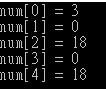 num[0] = 3
num[1] = 0
num[2] = 18
num[3] = 0
num[4] = 18